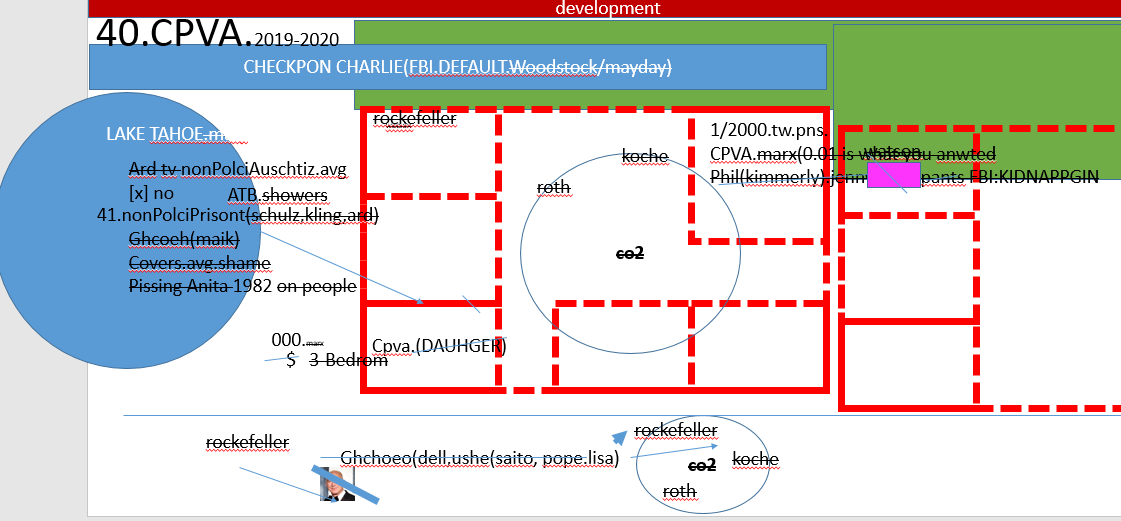 development
40.CPVA.2019-2020
CHECKPON CHARLIE(FBI.DEFAULT.Woodstock/mayday)
LAKE TAHOE
rockefeller
1/2000.tw.pns.
koche
CPVA.marx(0.01 is what you anwted
watson
Ard tv nonPolciAuschtiz.avg
Phil(kimmerly) pants FBI:KIDNAPPGIN
[x] no
ATB.showers
roth
41.nonPolciPrisont(schulz,kling,ard)
Ghcoeh(maik)
co2
Covers.avg.shame
Pissing Anita 1982 on people
000.marx
Cpva.(DAUHGER)
$ 3 Bedrom
rockefeller
rockefeller
Ghchoeo(dell.ushe(saito, pope.lisa)
co2
koche
roth